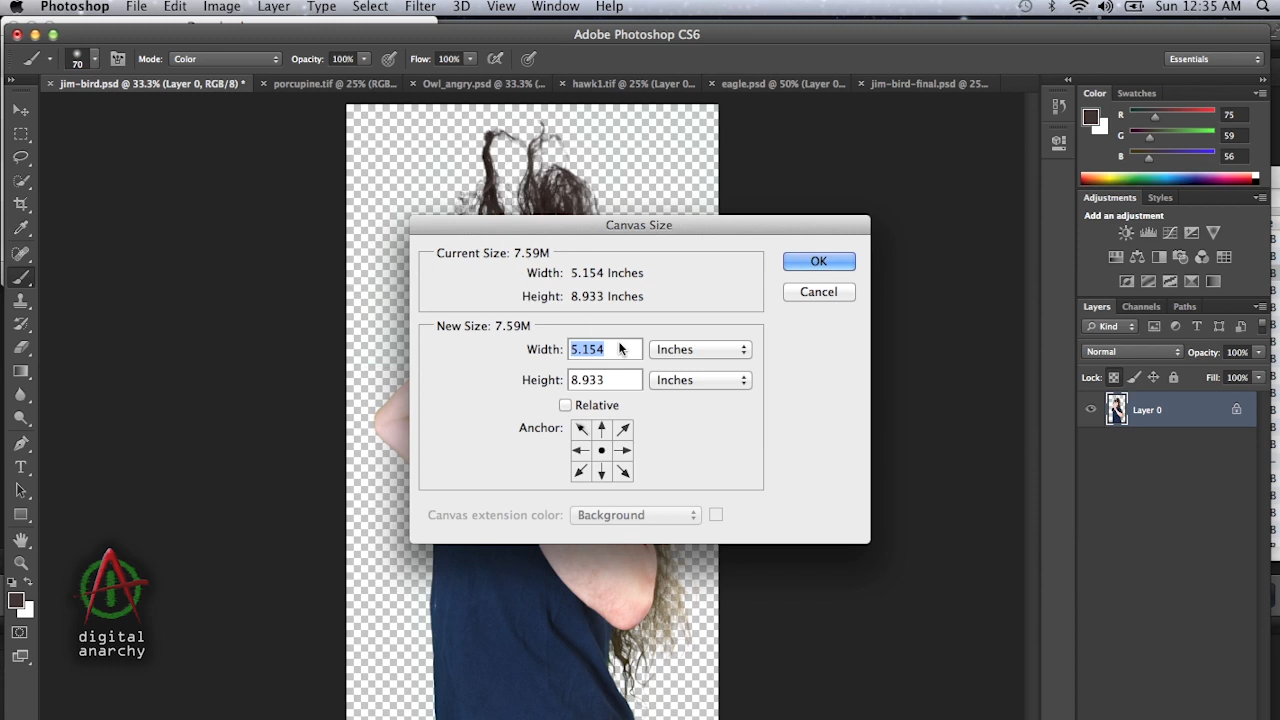 Photoshop File Edit Image Layer Type Select Filter 3D View Window Help Sun 12:35 AM
Adobe Photoshop CS6
70 Mode: Color Opacity: 100% Flow: 100% Essentials
jim-bird.psd @ 33.3% (Layer 0, RGB/8) * porcupine.tif @ 25% (RGB... Owl_angry.psd @ 33.3% (... hawk1.tif @ 25% (Layer 0... eagle.psd @ 50% (Layer 0... jim-bird-final.psd @ 25...
Color Swatches
R 75
G 59
B 56
Adjustments Styles
Add an adjustment
Canvas Size
Current Size: 7.59M
Width: 5.154 Inches
Height: 8.933 Inches
OK
Cancel
New Size: 7.59M
Width: 5.154 Inches
Height: 8.933 Inches
Relative
Anchor:
Canvas extension color: Background
Layers Channels Paths
Kind
Normal Opacity: 100%
Lock: Fill: 100%
Layer 0
digital
anarchy